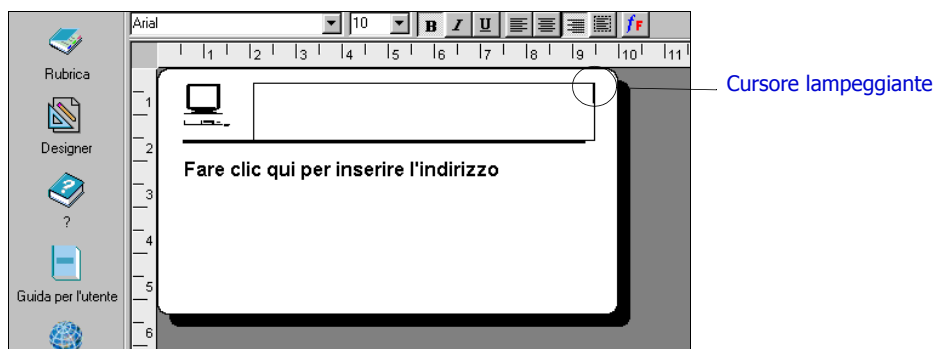 Arial 10 B I U fF
1 2 3 4 5 6 7 8 9 10 11
Rubrica
Designer
?
Guida per l'utente
1
2
3
4
5
6
Fare clic qui per inserire l'indirizzo
Cursore lampeggiante